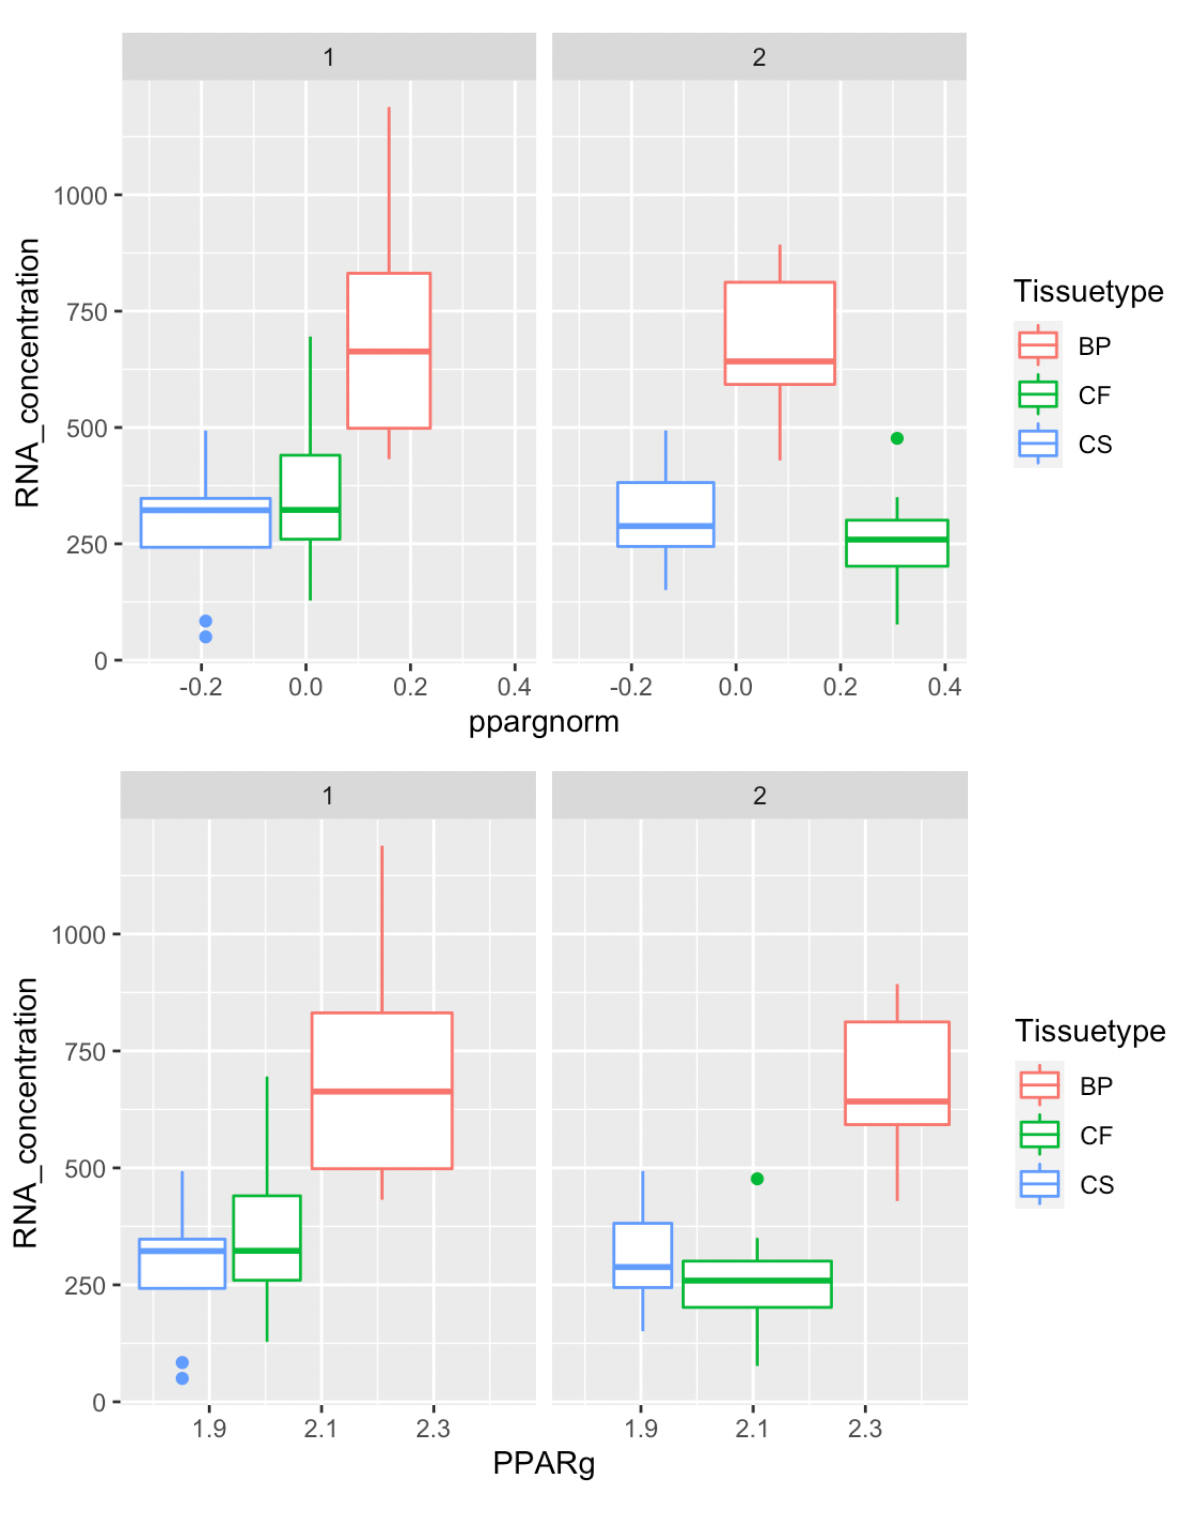 1 2
RNA_concentration
1000
750
500
250
0
-0.2 0.0 0.2 0.4 -0.2 0.0 0.2 0.4
ppargnorm
Tissuetype
BP
CF
CS
1 2
RNA_concentration
1000
750
500
250
0
1.9 2.1 2.3 1.9 2.1 2.3
PPARg
Tissuetype
BP
CF
CS